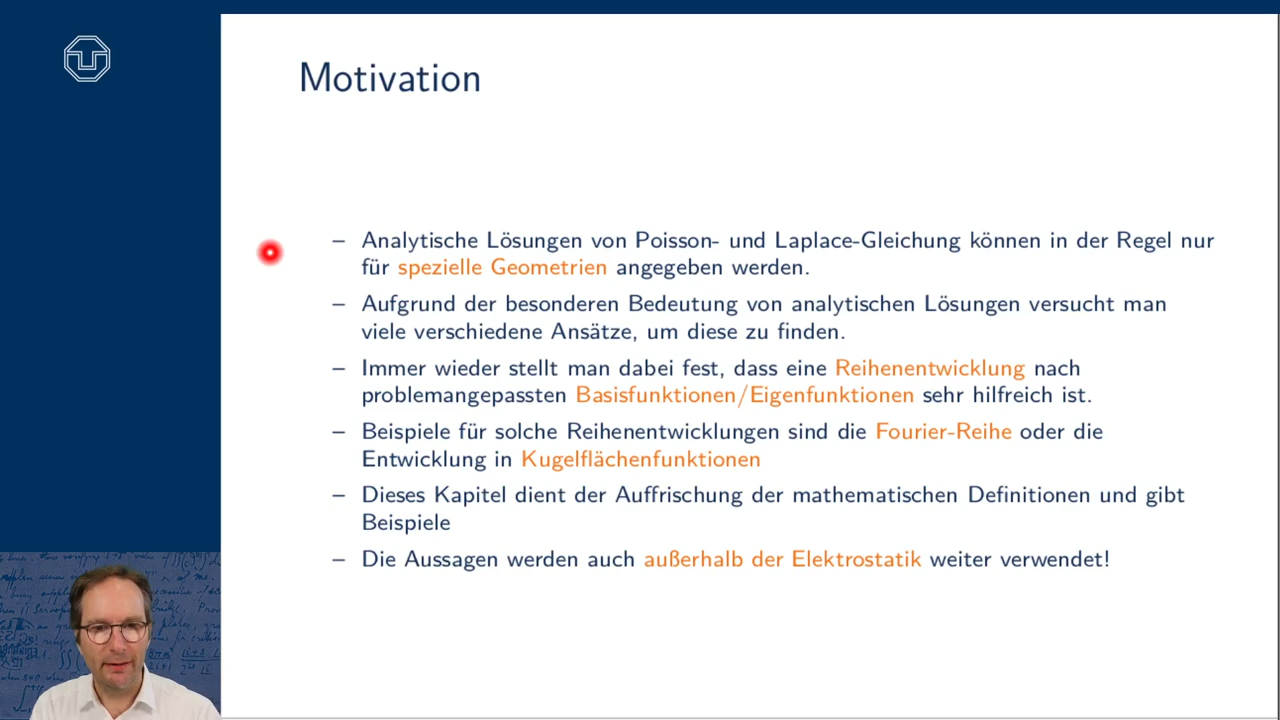 Motivation
– Analytische Lösungen von Poisson- und Laplace-Gleichung können in der Regel nur
für spezielle Geometrien angegeben werden.
– Aufgrund der besonderen Bedeutung von analytischen Lösungen versucht man
viele verschiedene Ansätze, um diese zu finden.
– Immer wieder stellt man dabei fest, dass eine Reihenentwicklung nach
problemangepassten Basisfunktionen/Eigenfunktionen sehr hilfreich ist.
– Beispiele für solche Reihenentwicklungen sind die Fourier-Reihe oder die
Entwicklung in Kugelflächenfunktionen
– Dieses Kapitel dient der Auffrischung der mathematischen Definitionen und gibt
Beispiele
– Die Aussagen werden auch außerhalb der Elektrostatik weiter verwendet!